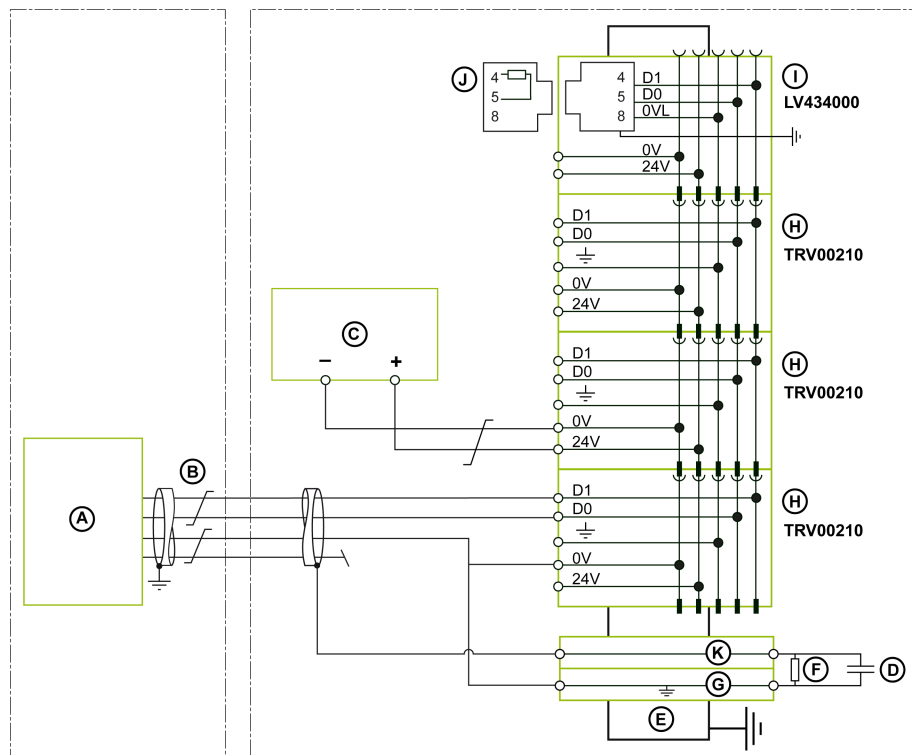 J
4
5
8
4
5
8
D1
D0
0VL
0V
24V
I
LV434000
D1
D0
0V
24V
H
TRV00210
C
− +
D1
D0
0V
24V
H
TRV00210
A
B
D1
D0
0V
24V
H
TRV00210
K
G
F
D
E